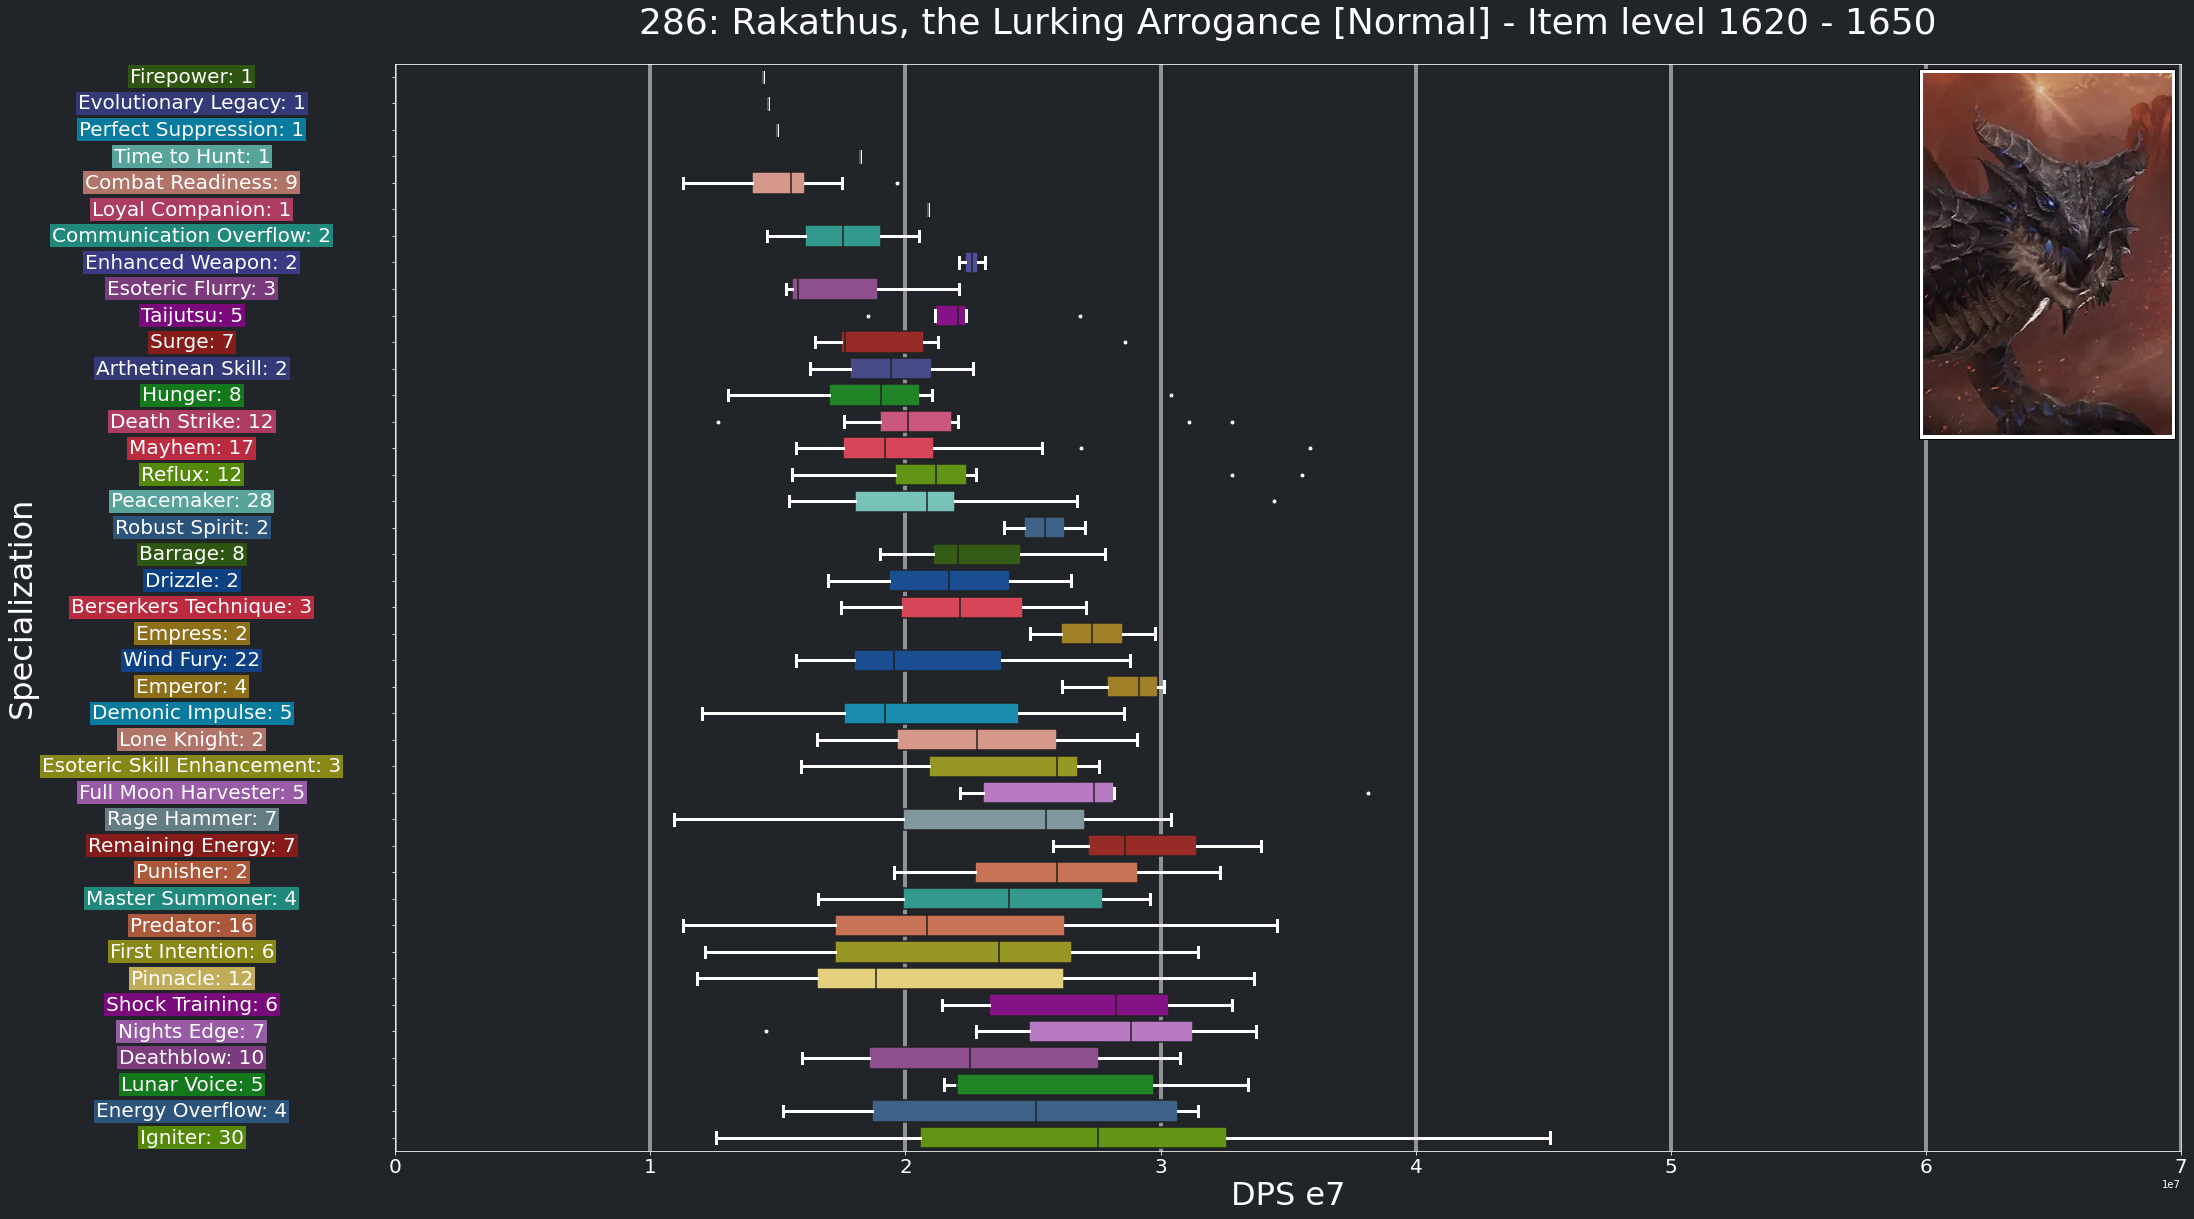 286: Rakathus, the Lurking Arrogance [Normal] - Item level 1620 - 1650
Specialization
Firepower: 1
Evolutionary Legacy: 1
Perfect Suppression: 1
Time to Hunt: 1
Combat Readiness: 9
Loyal Companion: 1
Communication Overflow: 2
Enhanced Weapon: 2
Esoteric Flurry: 3
Taijutsu: 5
Surge: 7
Arthetinean Skill: 2
Hunger: 8
Death Strike: 12
Mayhem: 17
Reflux: 12
Peacemaker: 28
Robust Spirit: 2
Barrage: 8
Drizzle: 2
Berserkers Technique: 3
Empress: 2
Wind Fury: 22
Emperor: 4
Demonic Impulse: 5
Lone Knight: 2
Esoteric Skill Enhancement: 3
Full Moon Harvester: 5
Rage Hammer: 7
Remaining Energy: 7
Punisher: 2
Master Summoner: 4
Predator: 16
First Intention: 6
Pinnacle: 12
Shock Training: 6
Nights Edge: 7
Deathblow: 10
Lunar Voice: 5
Energy Overflow: 4
Igniter: 30
0 1 2 3 4 5 6 7
1e7
DPS e7